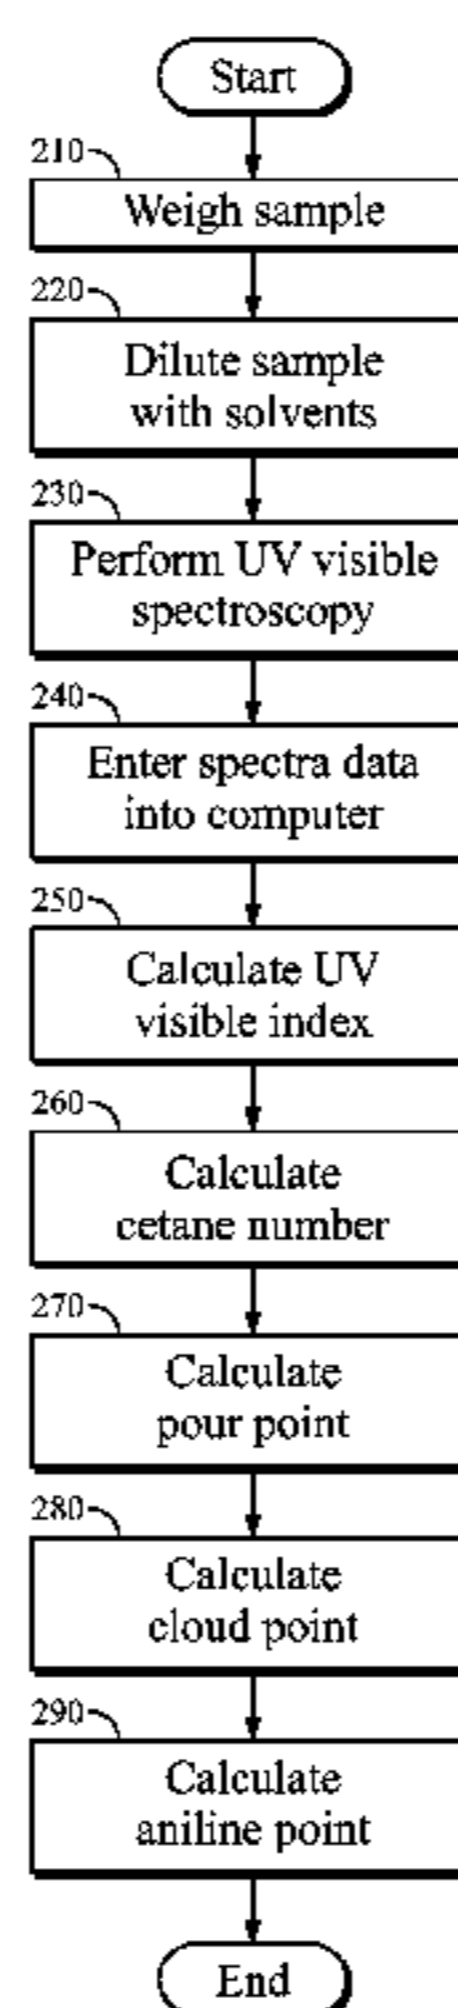 Start
210
Weigh sample
220
Dilute sample
with solvents
230
Perform UV visible
spectroscopy
240
Enter spectra data
into computer
250
Calculate UV
visible index
260
Calculate
cetane number
270
Calculate
pour point
280
Calculate
cloud point
290
Calculate
aniline point
End